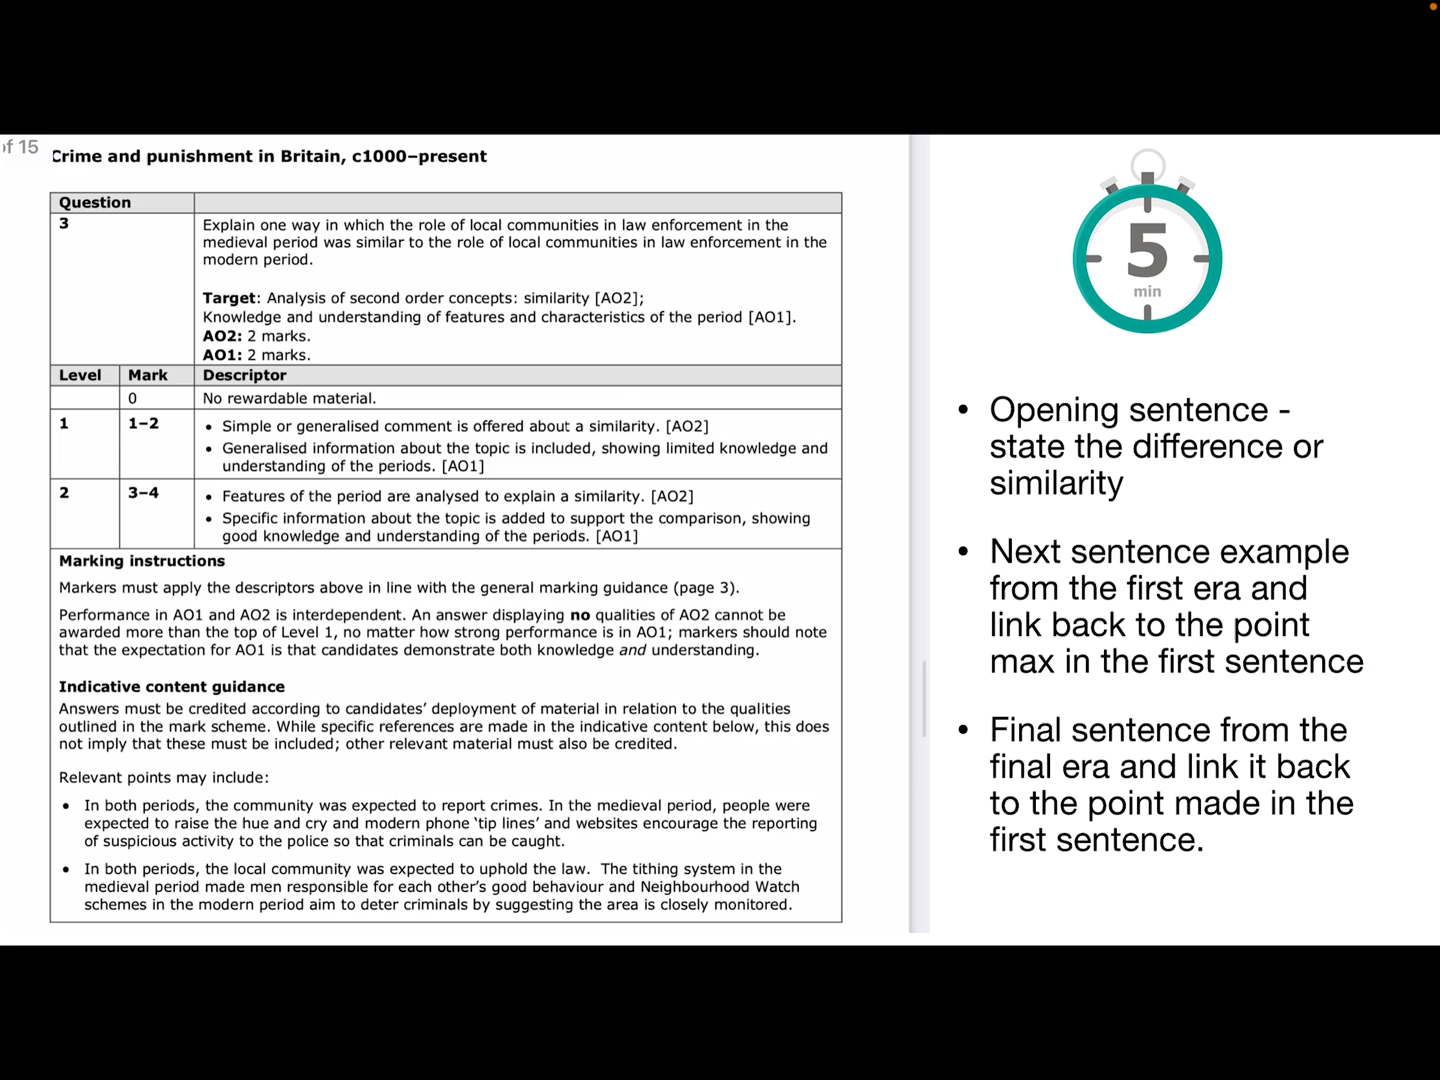 of 15
Crime and punishment in Britain, c1000–present
Question
3
Explain one way in which the role of local communities in law enforcement in the
medieval period was similar to the role of local communities in law enforcement in the
modern period.
Target: Analysis of second order concepts: similarity [AO2];
Knowledge and understanding of features and characteristics of the period [AO1].
AO2: 2 marks.
AO1: 2 marks.
Level Mark Descriptor
0 No rewardable material.
1 1–2 • Simple or generalised comment is offered about a similarity. [AO2]
• Generalised information about the topic is included, showing limited knowledge and
understanding of the periods. [AO1]
2 3–4 • Features of the period are analysed to explain a similarity. [AO2]
• Specific information about the topic is added to support the comparison, showing
good knowledge and understanding of the periods. [AO1]
Marking instructions
Markers must apply the descriptors above in line with the general marking guidance (page 3).
Performance in AO1 and AO2 is interdependent. An answer displaying no qualities of AO2 cannot be
awarded more than the top of Level 1, no matter how strong performance is in AO1; markers should note
that the expectation for AO1 is that candidates demonstrate both knowledge and understanding.
Indicative content guidance
Answers must be credited according to candidates' deployment of material in relation to the qualities
outlined in the mark scheme. While specific references are made in the indicative content below, this does
not imply that these must be included; other relevant material must also be credited.
Relevant points may include:
• In both periods, the community was expected to report crimes. In the medieval period, people were
expected to raise the hue and cry and modern phone 'tip lines' and websites encourage the reporting
of suspicious activity to the police so that criminals can be caught.
• In both periods, the local community was expected to uphold the law. The tithing system in the
medieval period made men responsible for each other's good behaviour and Neighbourhood Watch
schemes in the modern period aim to deter criminals by suggesting the area is closely monitored.
5
min
• Opening sentence -
state the difference or
similarity
• Next sentence example
from the first era and
link back to the point
max in the first sentence
• Final sentence from the
final era and link it back
to the point made in the
first sentence.